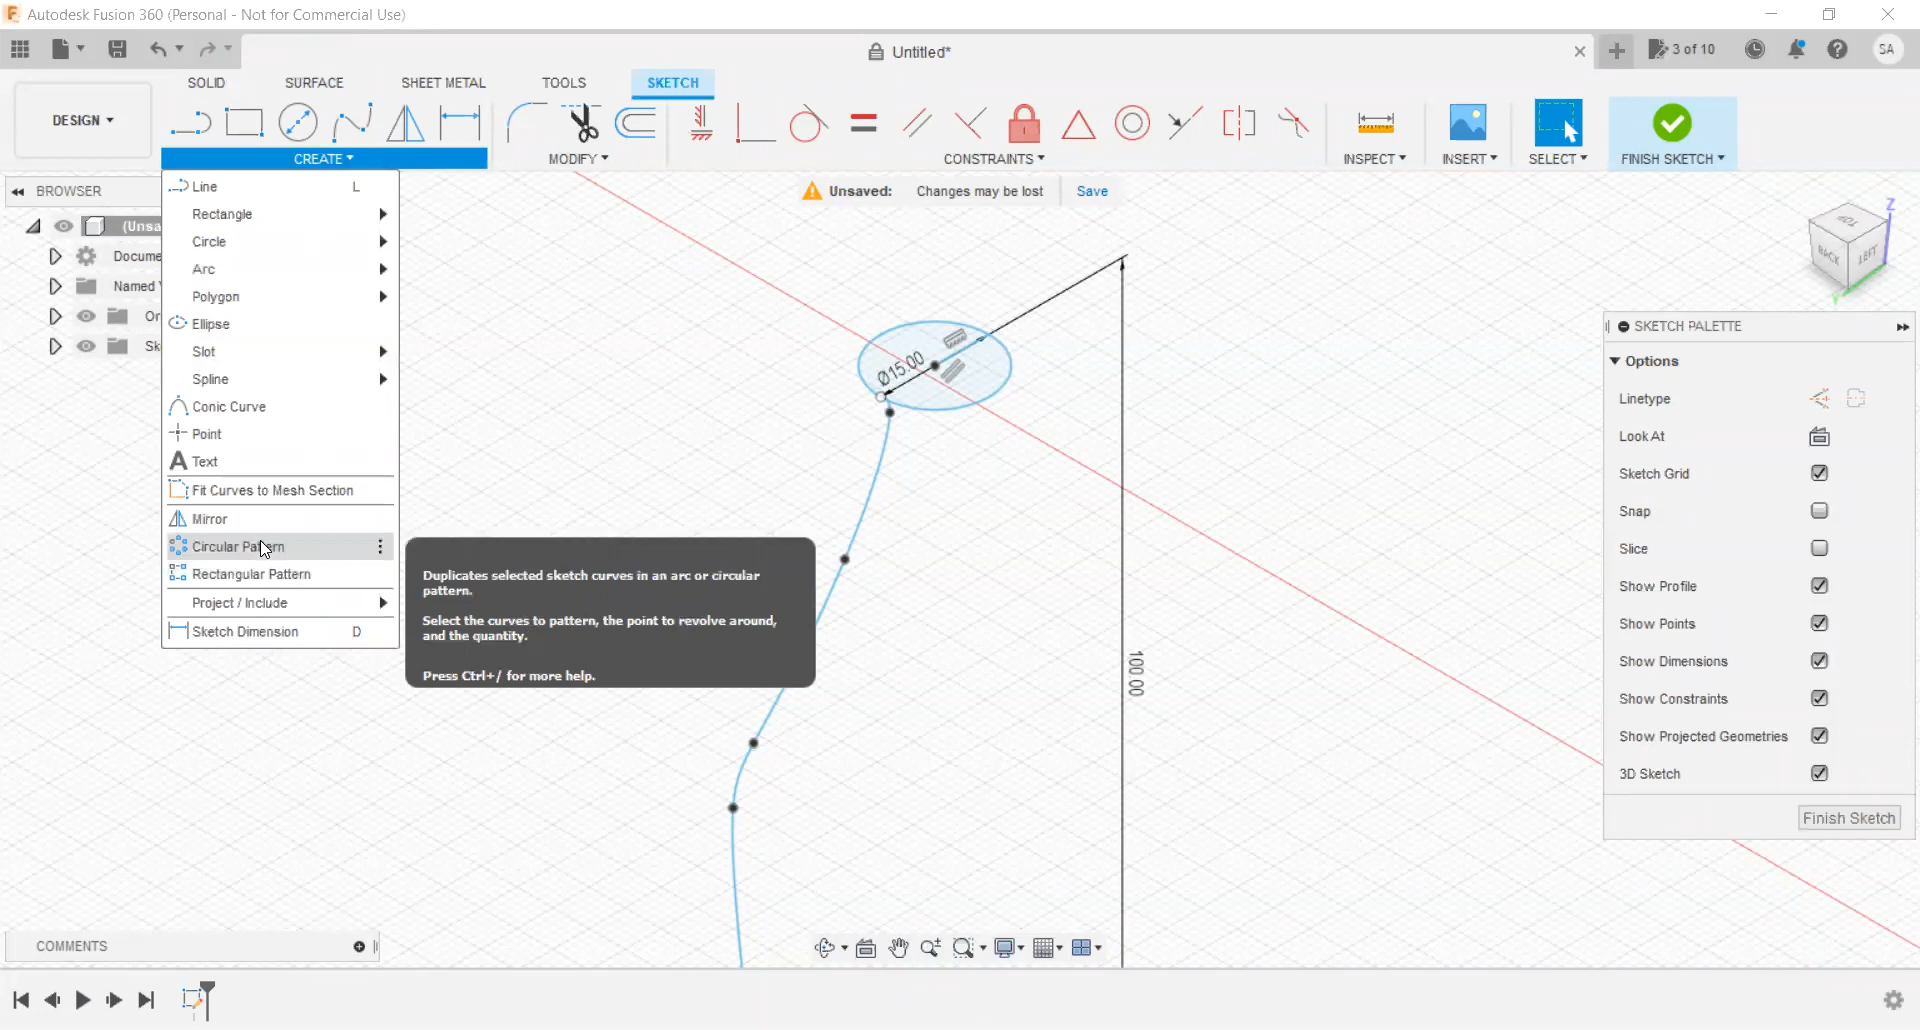 Autodesk Fusion 360 (Personal - Not for Commercial Use)
Untitled*
3 of 10
SA
DESIGN
SOLID
SURFACE
SHEET METAL
TOOLS
SKETCH
CREATE
MODIFY
CONSTRAINTS
INSPECT
INSERT
SELECT
FINISH SKETCH
BROWSER
(Unsa
Docume
Named
Or
Sk
Line L
Rectangle
Circle
Arc
Polygon
Ellipse
Slot
Spline
Conic Curve
Point
Text
Fit Curves to Mesh Section
Mirror
Circular Pattern
Rectangular Pattern
Project / Include
Sketch Dimension D
Duplicates selected sketch curves in an arc or circular
pattern.
Select the curves to pattern, the point to revolve around,
and the quantity.
Press Ctrl+/ for more help.
Unsaved: Changes may be lost Save
Ø15.00
100.00
TOP
BACK
LEFT
Z
Y
SKETCH PALETTE
Options
Linetype
Look At
Sketch Grid
Snap
Slice
Show Profile
Show Points
Show Dimensions
Show Constraints
Show Projected Geometries
3D Sketch
Finish Sketch
COMMENTS